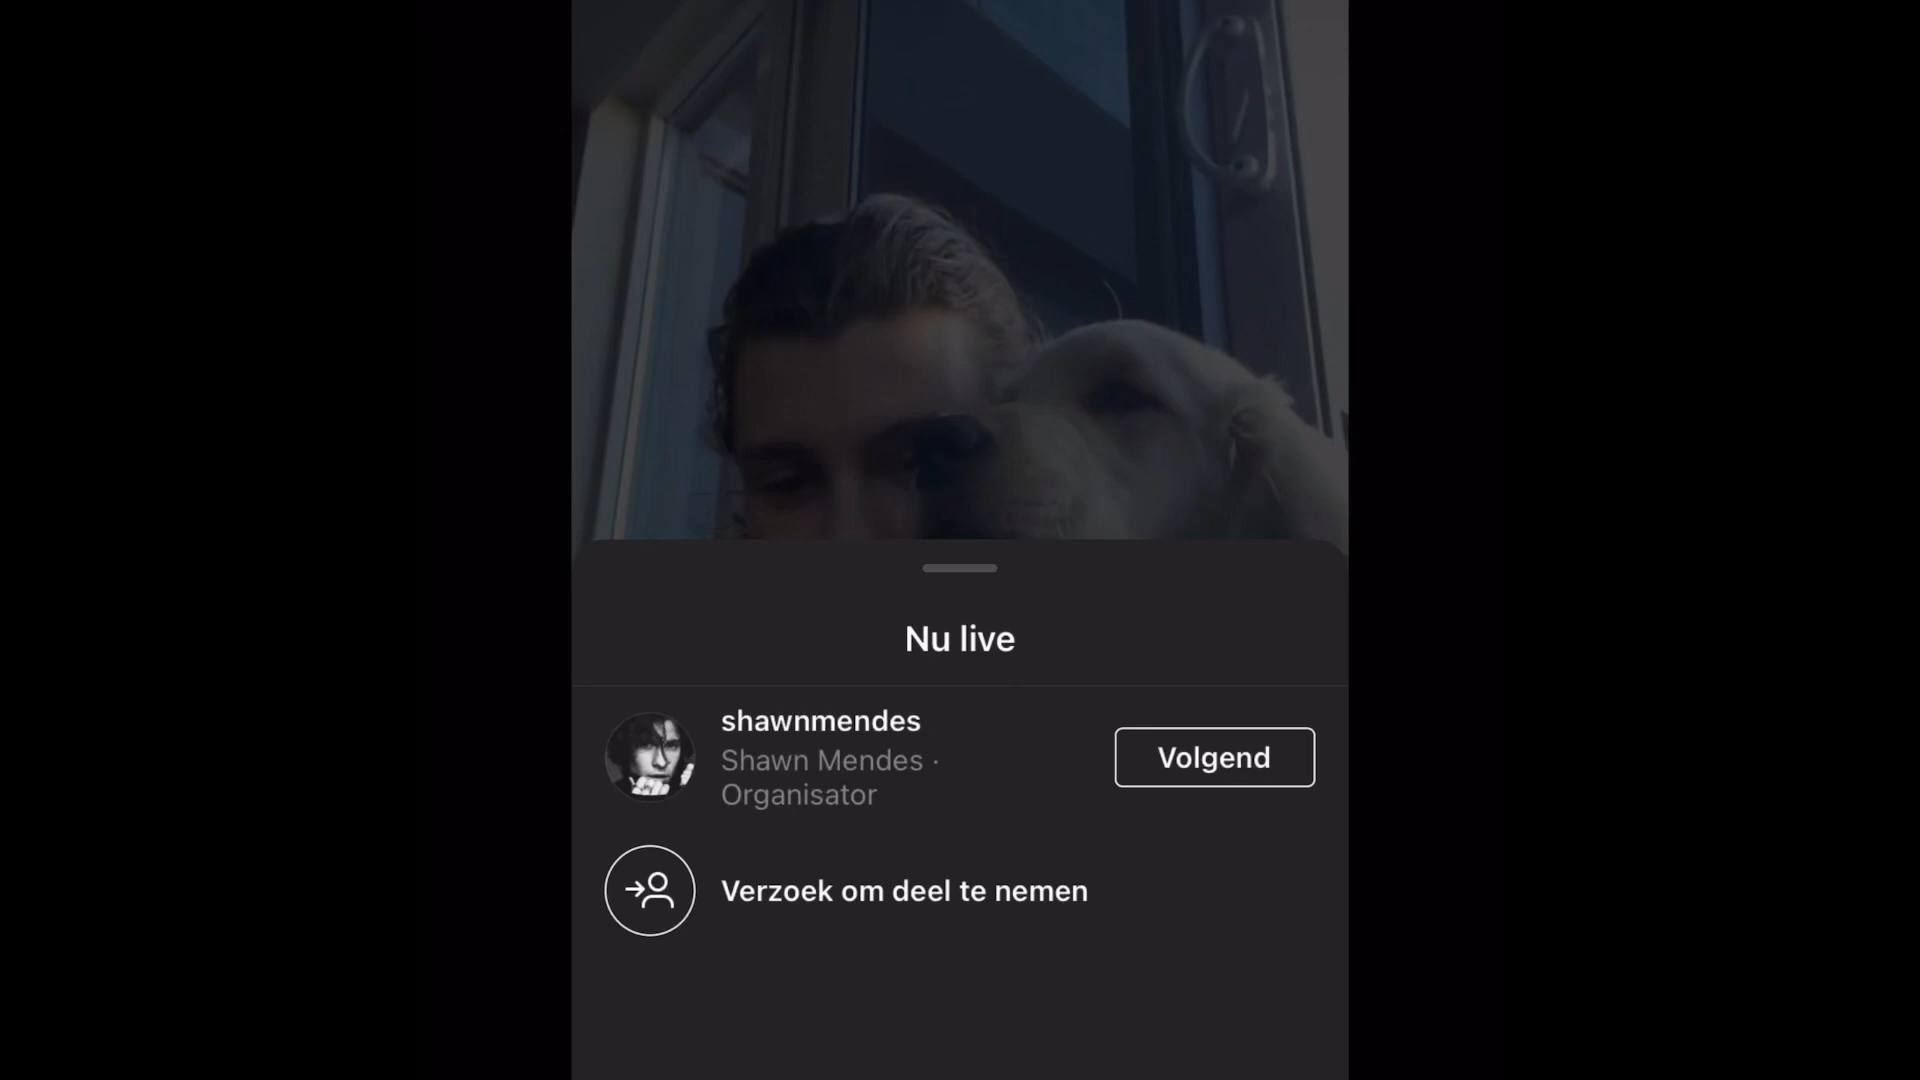 Nu live
shawnmendes
Shawn Mendes ·
Organisator
Volgend
Verzoek om deel te nemen